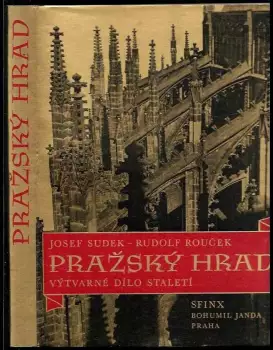 PRAŽSKÝ HRAD
JOSEF SUDEK - RUDOLF ROUČEK
PRAŽSKÝ HRAD
VÝTVARNÉ DÍLO STALETÍ
SFINX
BOHUMIL JANDA
PRAHA